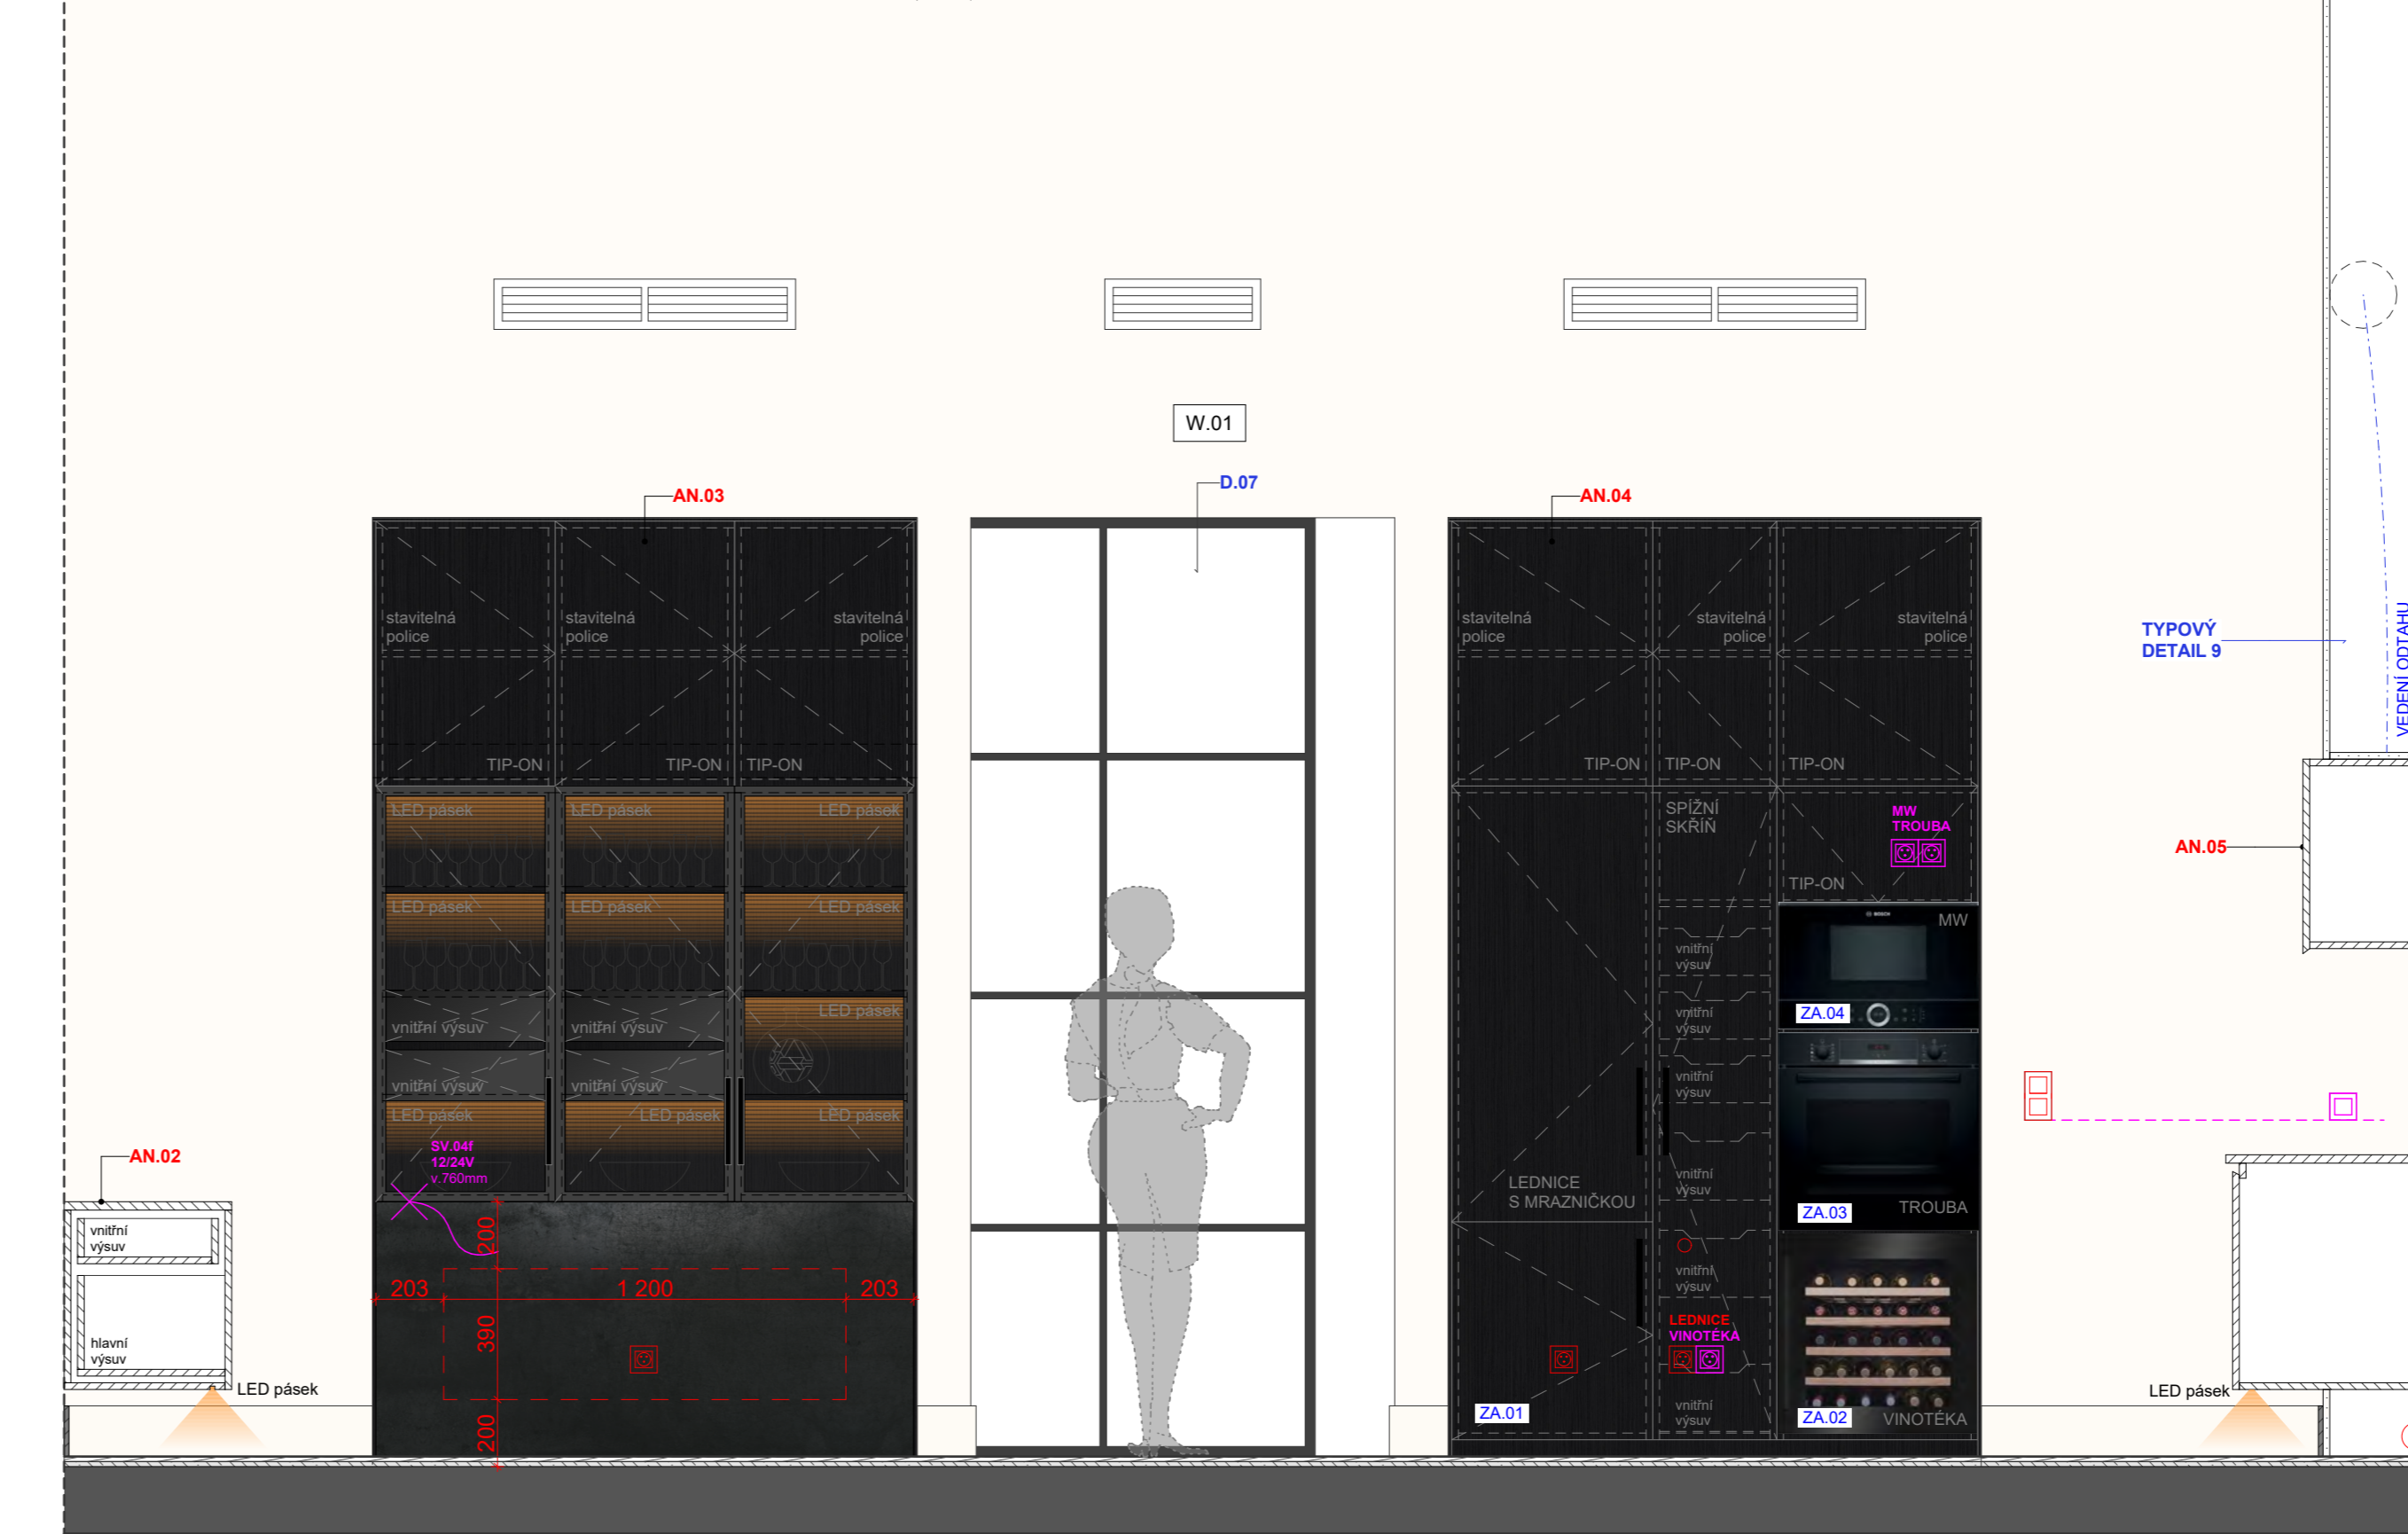 W.01
D.07
AN.03
AN.04
stavitelná
police
stavitelná
police
stavitelná
police
stavitelná
police
stavitelná
police
stavitelná
police
TYPOVÝ
DETAIL 9
VEDENÍ ODTAHU
TIP-ON
TIP-ON
TIP-ON
TIP-ON
TIP-ON
TIP-ON
LED pásek
LED pásek
LED pásek
SPÍŽNÍ
SKŘÍŇ
MW
TROUBA
AN.05
TIP-ON
LED pásek
LED pásek
LED pásek
BOSCH
MW
vnitřní
výsuv
LED pásek
ZA.04
vnitřní výsuv
vnitřní výsuv
vnitřní
výsuv
vnitřní výsuv
vnitřní výsuv
vnitřní
výsuv
LED pásek
LED pásek
LED pásek
SV.04f
12/24V
v.760mm
AN.02
LEDNICE
S MRAZNIČKOU
vnitřní
výsuv
ZA.03
TROUBA
vnitřní
výsuv
200
203
1 200
203
vnitřní
výsuv
390
hlavní
výsuv
LEDNICE
VINOTÉKA
LED pásek
LED pásek
200
ZA.01
vnitřní
výsuv
ZA.02
VINOTÉKA